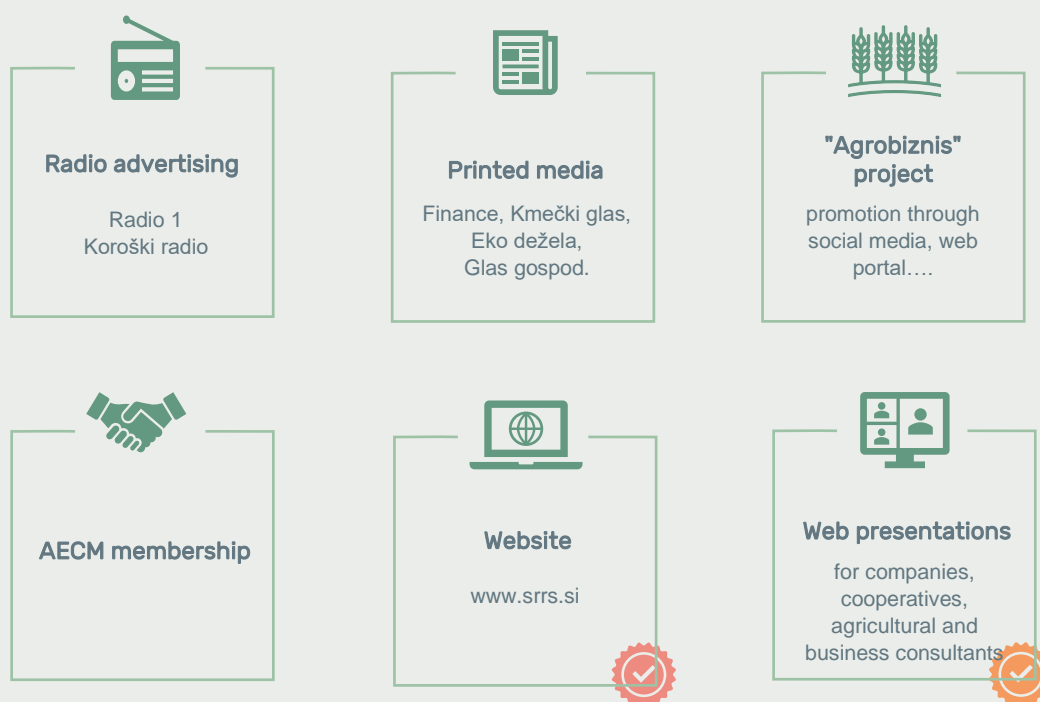 Radio advertising
Radio 1
Koroški radio
Printed media
Finance, Kmečki glas,
Eko dežela,
Glas gospod.
"Agrobiznis"
project
promotion through
social media, web
portal….
AECM membership
Website
www.srrs.si
Web presentations
for companies,
cooperatives,
agricultural and
business consultants